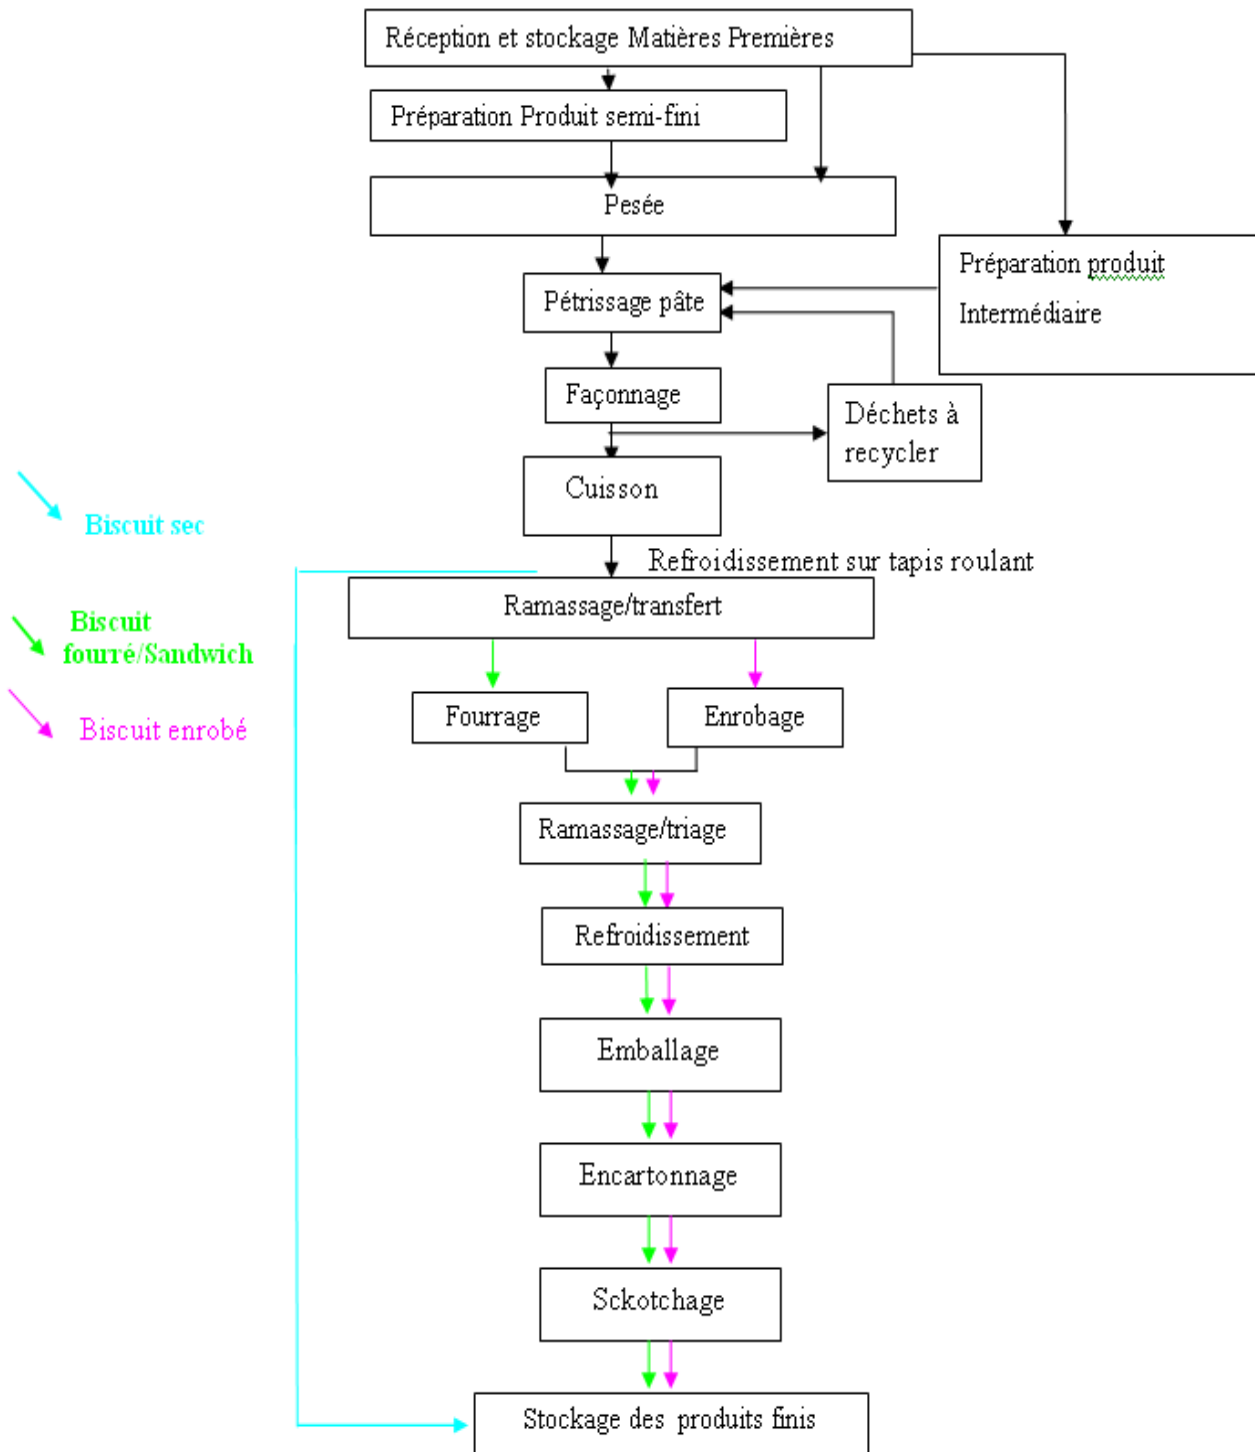 Réception et stockage Matières Premières
Préparation Produit semi-fini
Pesée
Préparation produit
Intermédiaire
Pétrissage pâte
Façonnage
Déchets à
recycler
Cuisson
Biscuit sec
Refroidissement sur tapis roulant
Ramassage/transfert
Biscuit
fourré/Sandwich
Fourrage
Enrobage
Biscuit enrobé
Ramassage/triage
Refroidissement
Emballage
Encartonnage
Sckotchage
Stockage des produits finis